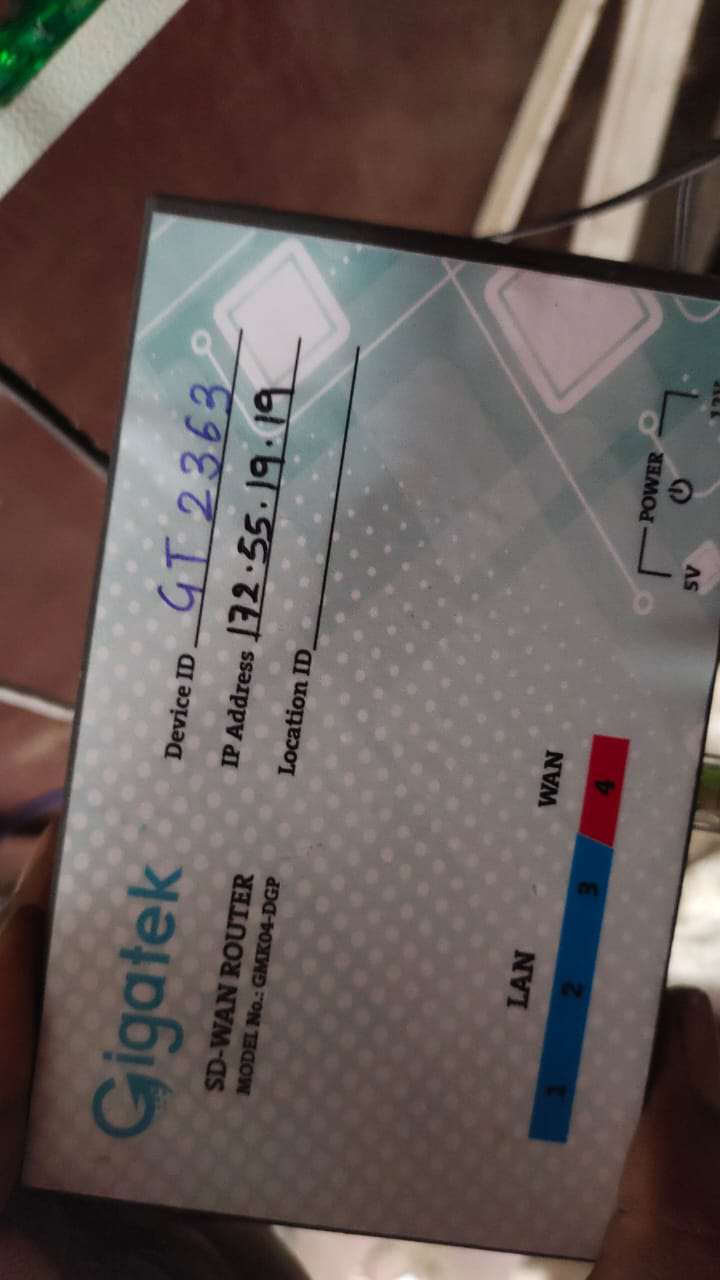 Gigatek
SD-WAN ROUTER
MODEL No.: GMK04-DGP
Device ID GT 2363
IP Address 172.55.19.19
Location ID
LAN
WAN
1 2 3 4
POWER
5V